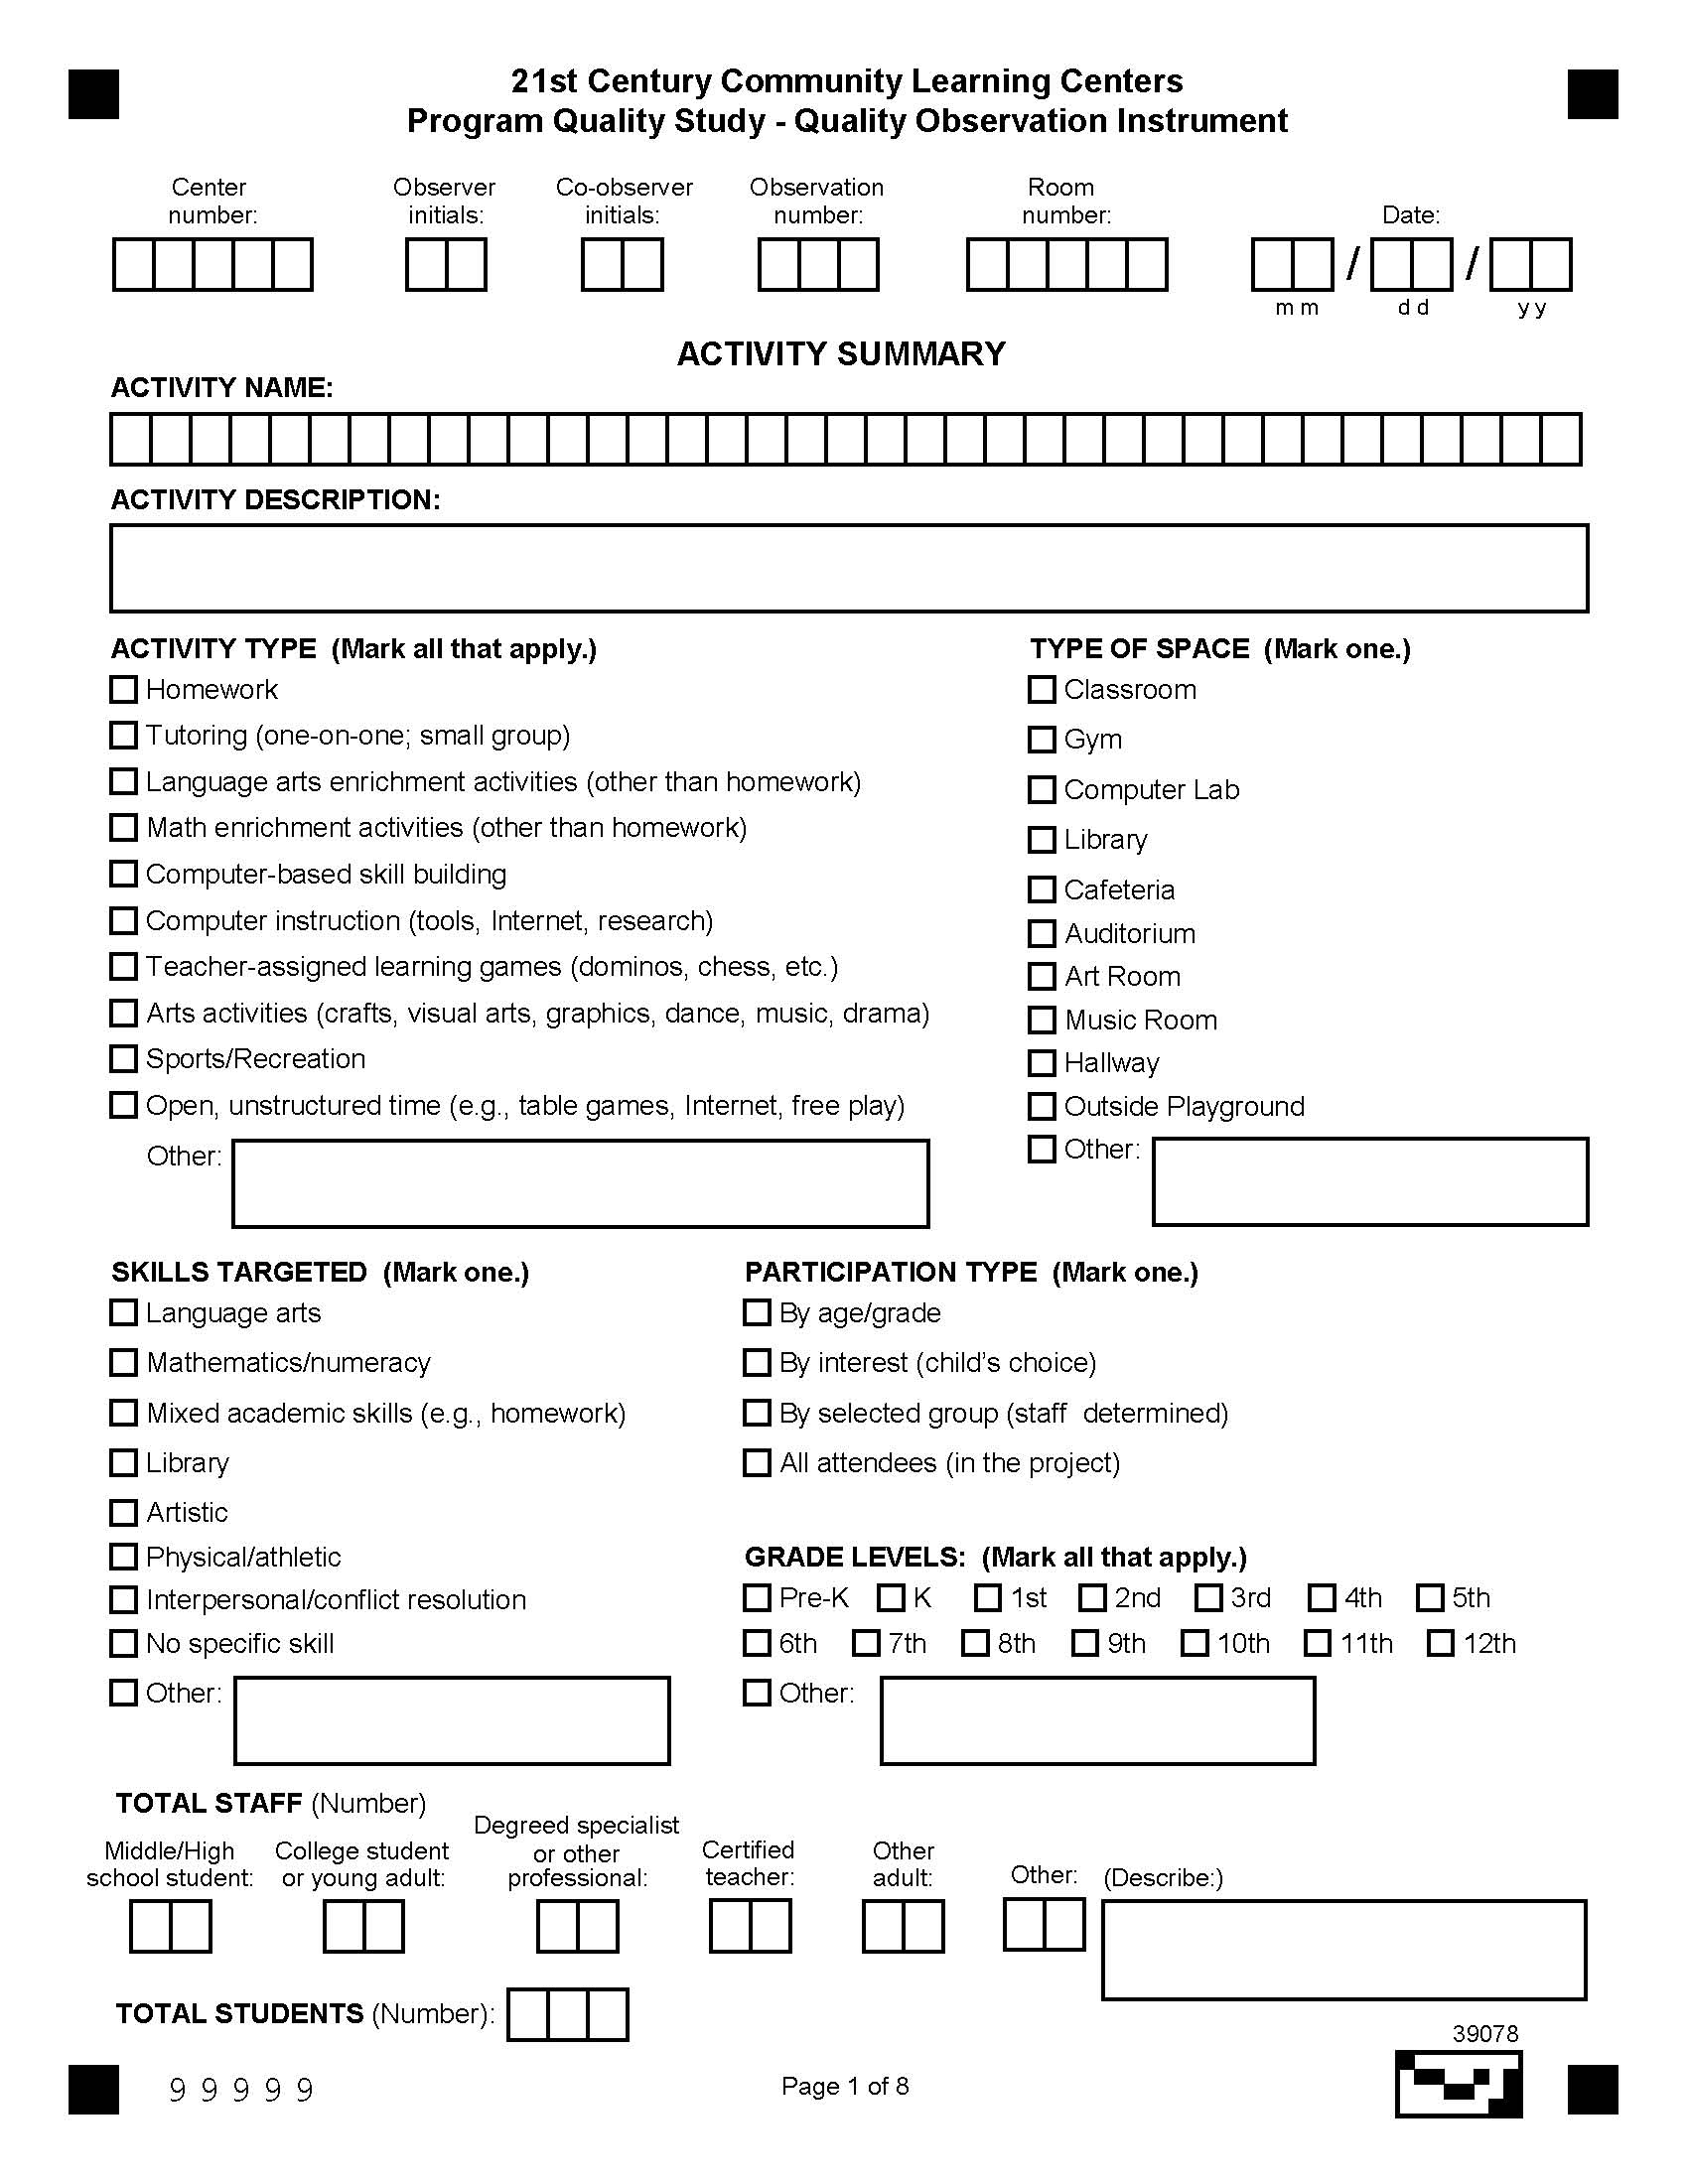 21st Century Community Learning Centers
Program Quality Study - Quality Observation Instrument
Center number:
Observer initials:
Co-observer initials:
Observation number:
Room number:
Date:
/ /
m m d d y y
ACTIVITY SUMMARY
ACTIVITY NAME:
ACTIVITY DESCRIPTION:
ACTIVITY TYPE (Mark all that apply.)
Homework
Tutoring (one-on-one; small group)
Language arts enrichment activities (other than homework)
Math enrichment activities (other than homework)
Computer-based skill building
Computer instruction (tools, Internet, research)
Teacher-assigned learning games (dominos, chess, etc.)
Arts activities (crafts, visual arts, graphics, dance, music, drama)
Sports/Recreation
Open, unstructured time (e.g., table games, Internet, free play)
Other:
TYPE OF SPACE (Mark one.)
Classroom
Gym
Computer Lab
Library
Cafeteria
Auditorium
Art Room
Music Room
Hallway
Outside Playground
Other:
SKILLS TARGETED (Mark one.)
Language arts
Mathematics/numeracy
Mixed academic skills (e.g., homework)
Library
Artistic
Physical/athletic
Interpersonal/conflict resolution
No specific skill
Other:
PARTICIPATION TYPE (Mark one.)
By age/grade
By interest (child's choice)
By selected group (staff determined)
All attendees (in the project)
GRADE LEVELS: (Mark all that apply.)
Pre-K K 1st 2nd 3rd 4th 5th
6th 7th 8th 9th 10th 11th 12th
Other:
TOTAL STAFF (Number)
Middle/High school student:
College student or young adult:
Degreed specialist or other professional:
Certified teacher:
Other adult:
Other:
(Describe:)
TOTAL STUDENTS (Number):
39078
9 9 9 9 9
Page 1 of 8